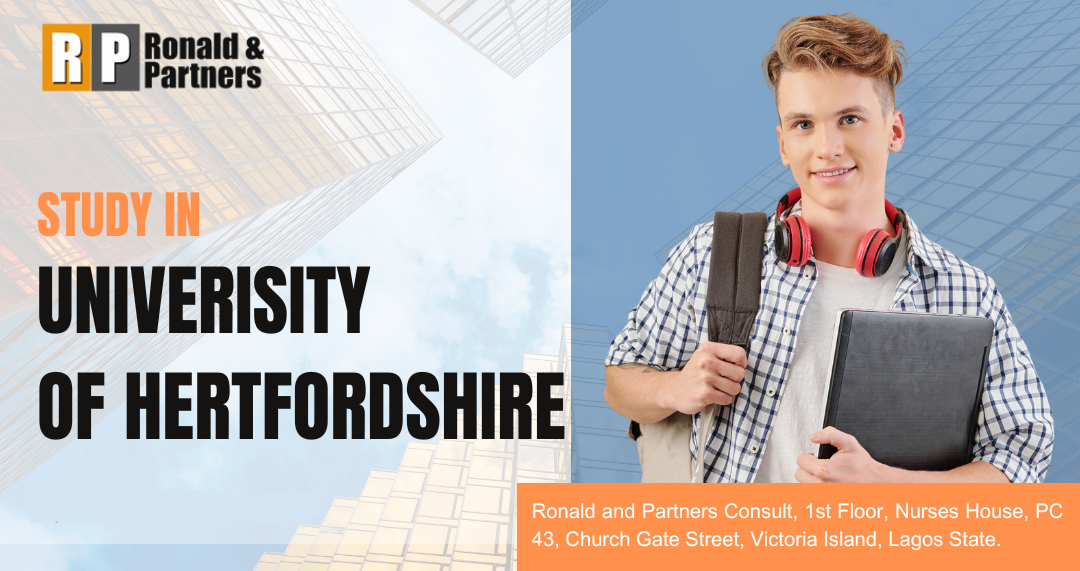 RP Ronald &
Partners
STUDY IN
UNIVERISITY
OF HERTFORDSHIRE
Ronald and Partners Consult, 1st Floor, Nurses House, PC
43, Church Gate Street, Victoria Island, Lagos State.